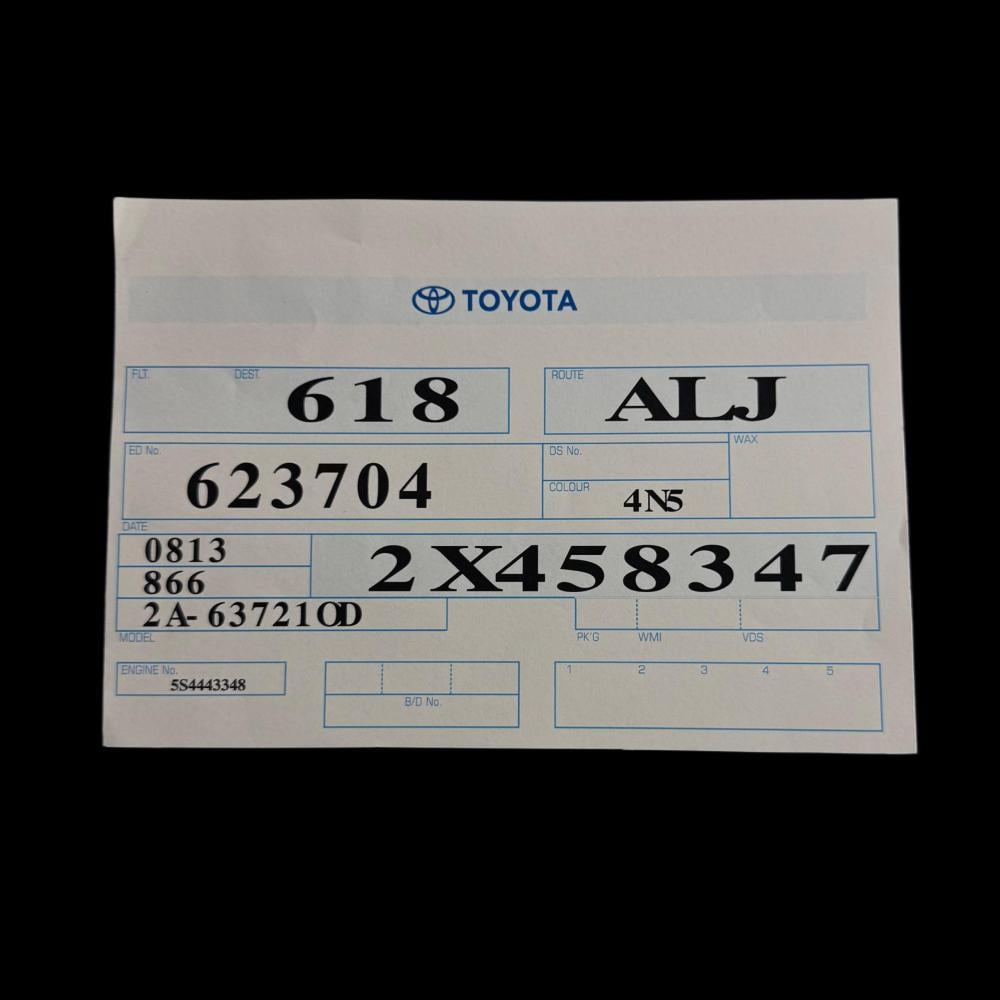 TOYOTA
FLT. DEST. 618
ROUTE ALJ
ED No. 623704
DS No.
WAX
COLOUR 4N5
DATE
0813
866
2X458347
2A-637210D
MODEL
PK'G WMI VDS
ENGINE No.
5S4443348
B/D No.
1 2 3 4 5